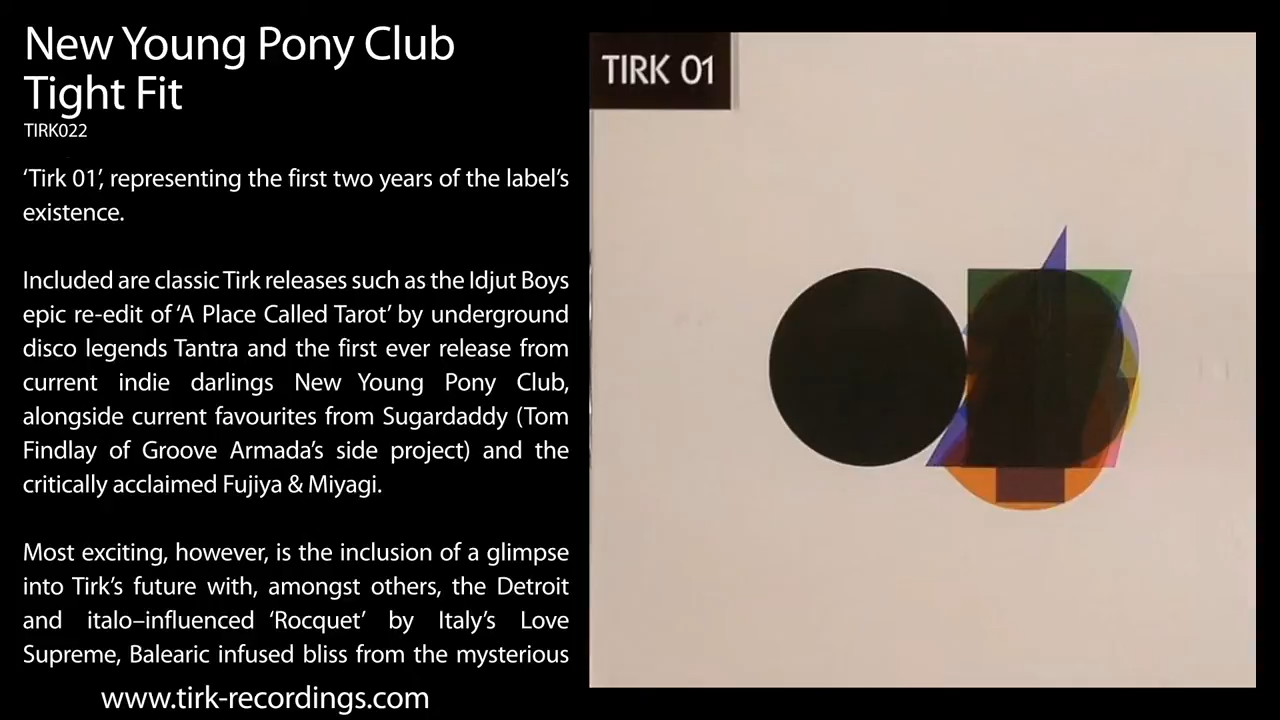 New Young Pony Club
Tight Fit
TIRK022
‘Tirk 01’, representing the first two years of the label’s
existence.
Included are classic Tirk releases such as the Idjut Boys
epic re-edit of ‘A Place Called Tarot’ by underground
disco legends Tantra and the first ever release from
current indie darlings New Young Pony Club,
alongside current favourites from Sugardaddy (Tom
Findlay of Groove Armada’s side project) and the
critically acclaimed Fujiya & Miyagi.
Most exciting, however, is the inclusion of a glimpse
into Tirk’s future with, amongst others, the Detroit
and italo–influenced ‘Rocquet’ by Italy’s Love
Supreme, Balearic infused bliss from the mysterious
www.tirk-recordings.com
TIRK 01